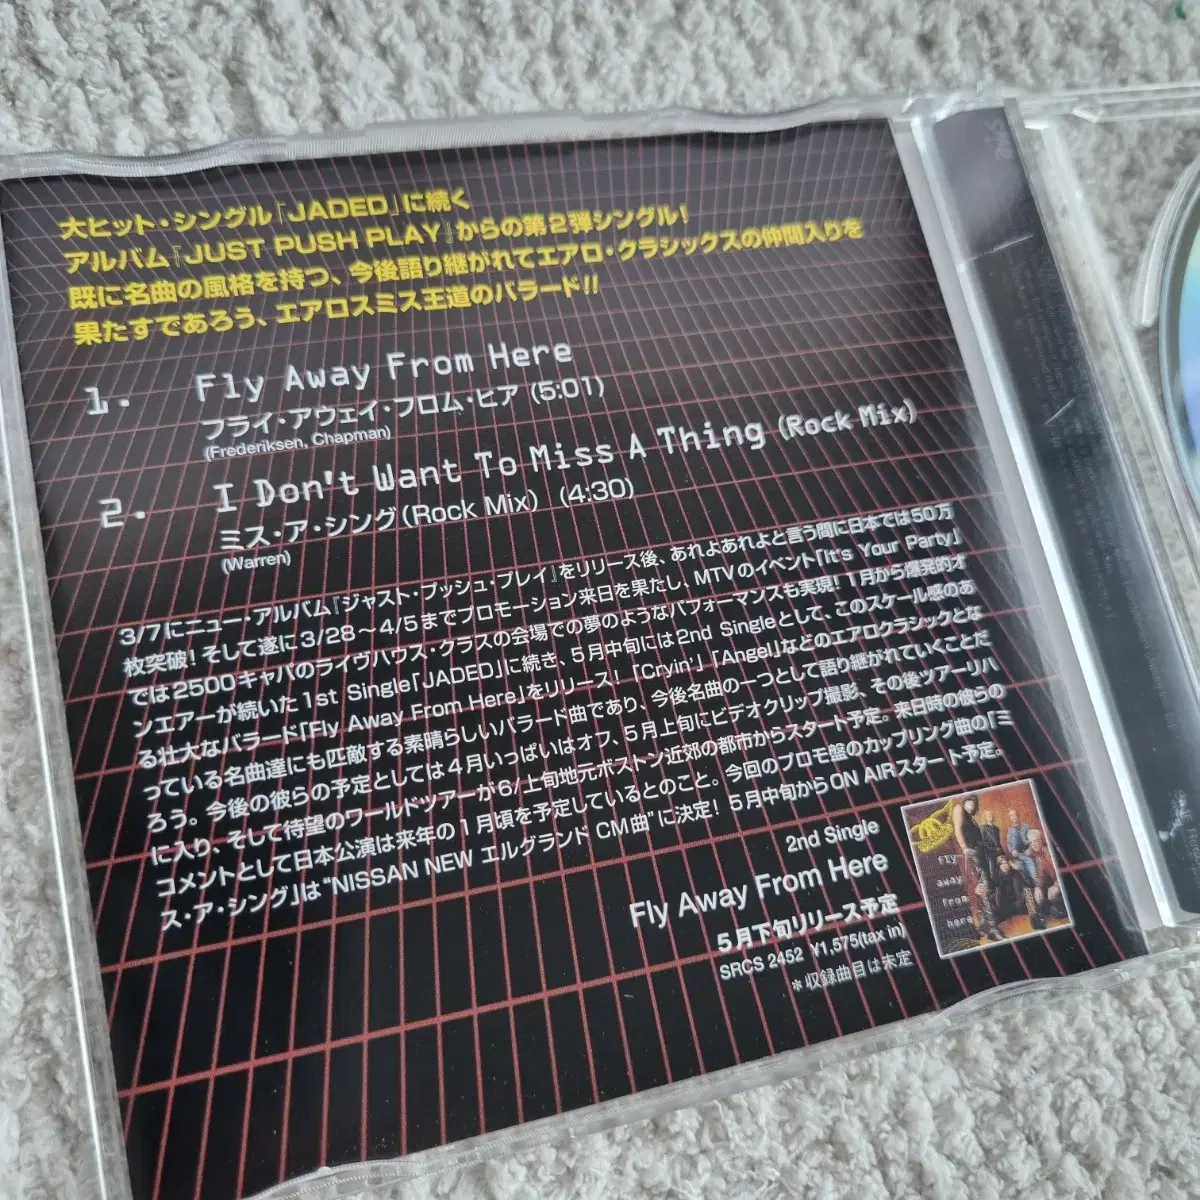 大ヒット・シングル「JADED」に続く
アルバム『JUST PUSH PLAY』からの第2弾シングル!
既に名曲の風格を持つ、今後語り継がれてエアロ・クラシックスの仲間入りを
果たすであろう、エアロスミス王道のバラード!!
1. Fly Away From Here
フライ・アウェイ・フロム・ヒア (5:01)
(Frederiksen, Chapman)
2. I Don't Want To Miss A Thing (Rock Mix)
ミス・ア・シング(Rock Mix) (4:30)
(Warren)
3/7にニュー・アルバム『ジャスト・プッシュ・プレイ』をリリース後、あれよあれよと言う間に日本では50万
枚突破! そして遂に3/28~4/5までプロモーション来日を果たし、MTVのイベント「It's Your Party」
では2500キャパのライヴハウス・クラスの会場での夢のようなパフォーマンスも実現! 1月から爆発的オ
ンエアーが続いた1st Single「JADED」に続き、5月中旬には2nd Singleとして、このスケール感のあ
る壮大なバラード「Fly Away From Here」をリリース! 「Cryin'」「Angel」などのエアロクラシックとな
っている名曲達にも匹敵する素晴らしいバラード曲であり、今後名曲の一つとして語り継がれていくことだ
ろう。今後の彼らの予定としては4月いっぱいはオフ、5月上旬にビデオクリップ撮影、その後ツアーリハ
に入り、そして待望のワールドツアーが6/上旬地元ボストン近郊の都市からスタート予定。来日時の彼らの
コメントとして日本公演は来年の1月頃を予定しているとのこと。今回のプロモ盤のカップリング曲の「ミ
ス・ア・シング」は"NISSAN NEW エルグランド CM曲"に決定! 5月中旬からON AIRスタート予定。
2nd Single
Fly Away From Here
5月下旬リリース予定
SRCS 2452 ¥1,575(tax in)
*収録曲目は未定
fly
away
from
here